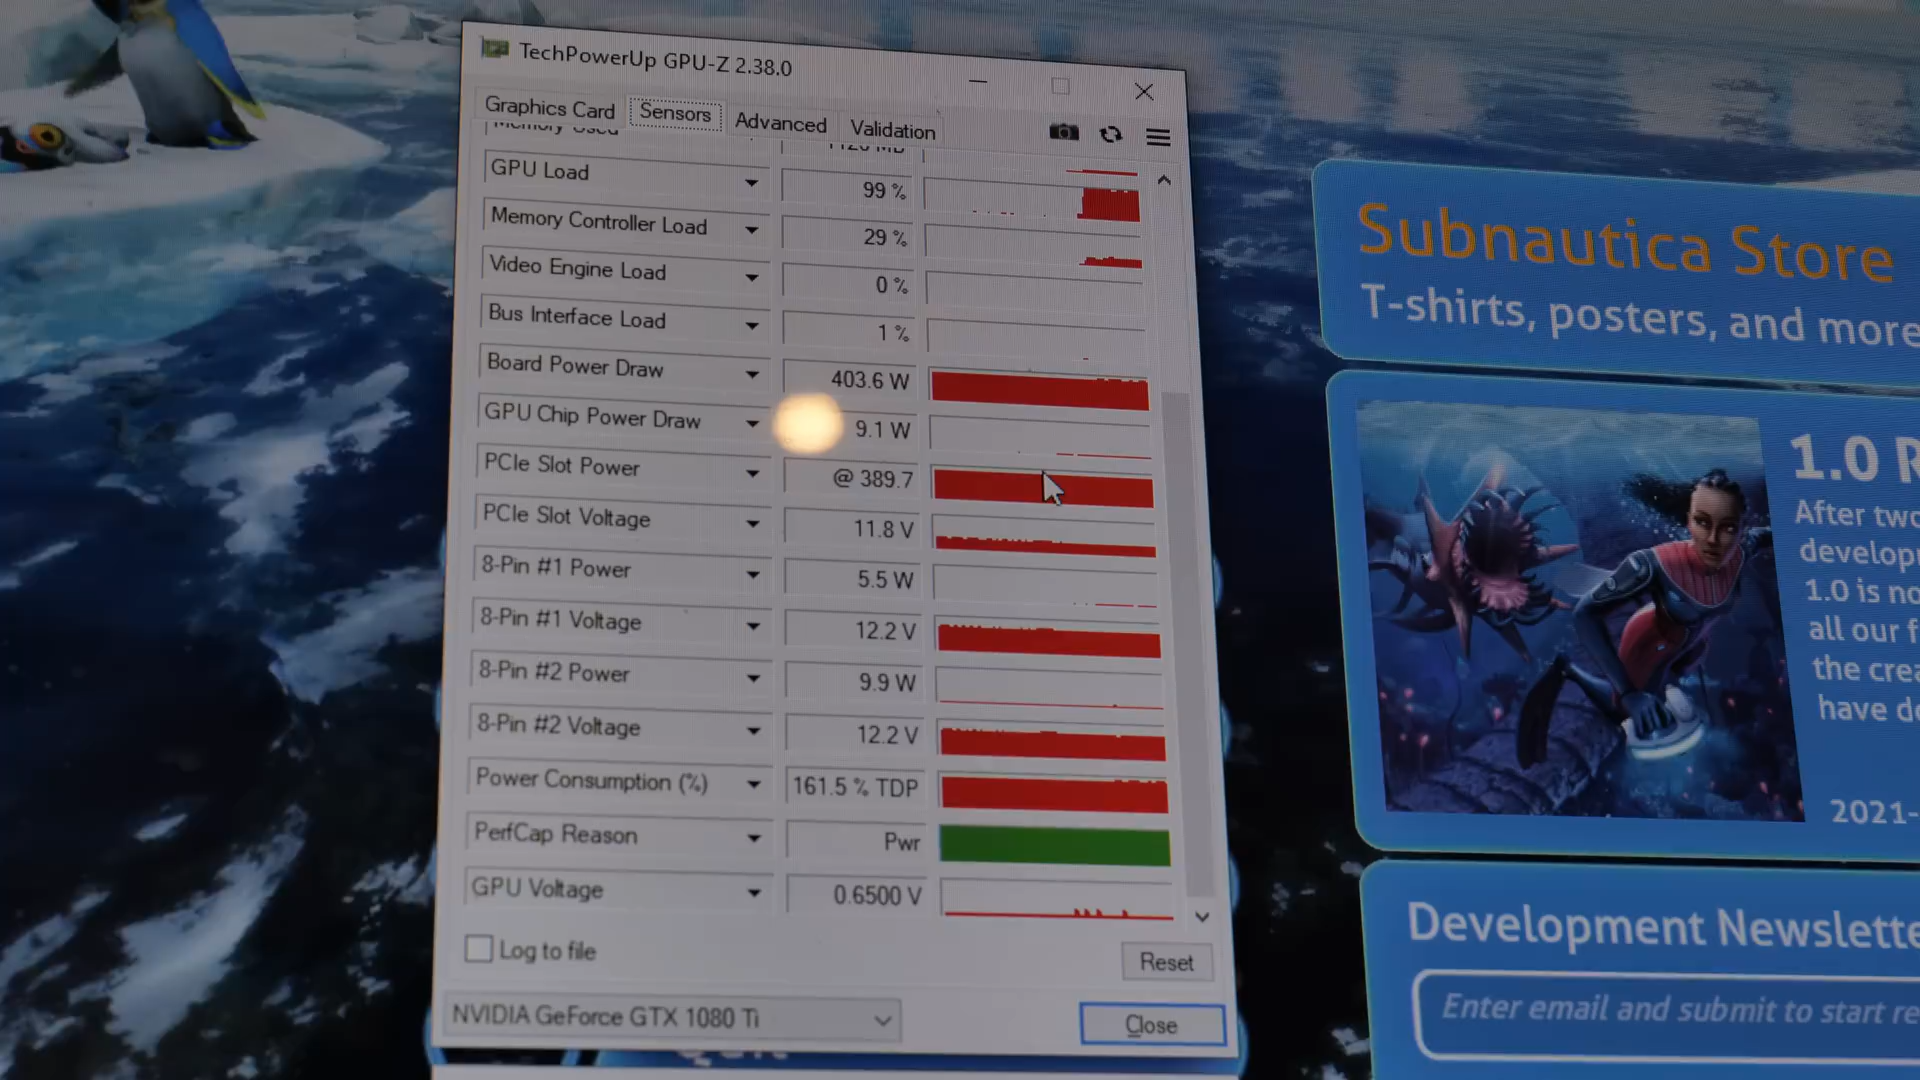 TechPowerUp GPU-Z 2.38.0
Graphics Card Sensors Advanced Validation
Memory Used
GPU Load 99 %
Memory Controller Load 29 %
Video Engine Load 0 %
Bus Interface Load 1 %
Board Power Draw 403.6 W
GPU Chip Power Draw 9.1 W
PCIe Slot Power @ 389.7
PCIe Slot Voltage 11.8 V
8-Pin #1 Power 5.5 W
8-Pin #1 Voltage 12.2 V
8-Pin #2 Power 9.9 W
8-Pin #2 Voltage 12.2 V
Power Consumption (%) 161.5 % TDP
PerfCap Reason Pwr
GPU Voltage 0.6500 V
Log to file
Reset
NVIDIA GeForce GTX 1080 Ti
Close
Subnautica Store
T-shirts, posters, and more
1.0 R
After two
develop
1.0 is no
all our f
the crea
have de
2021-
Development Newslette
Enter email and submit to start re